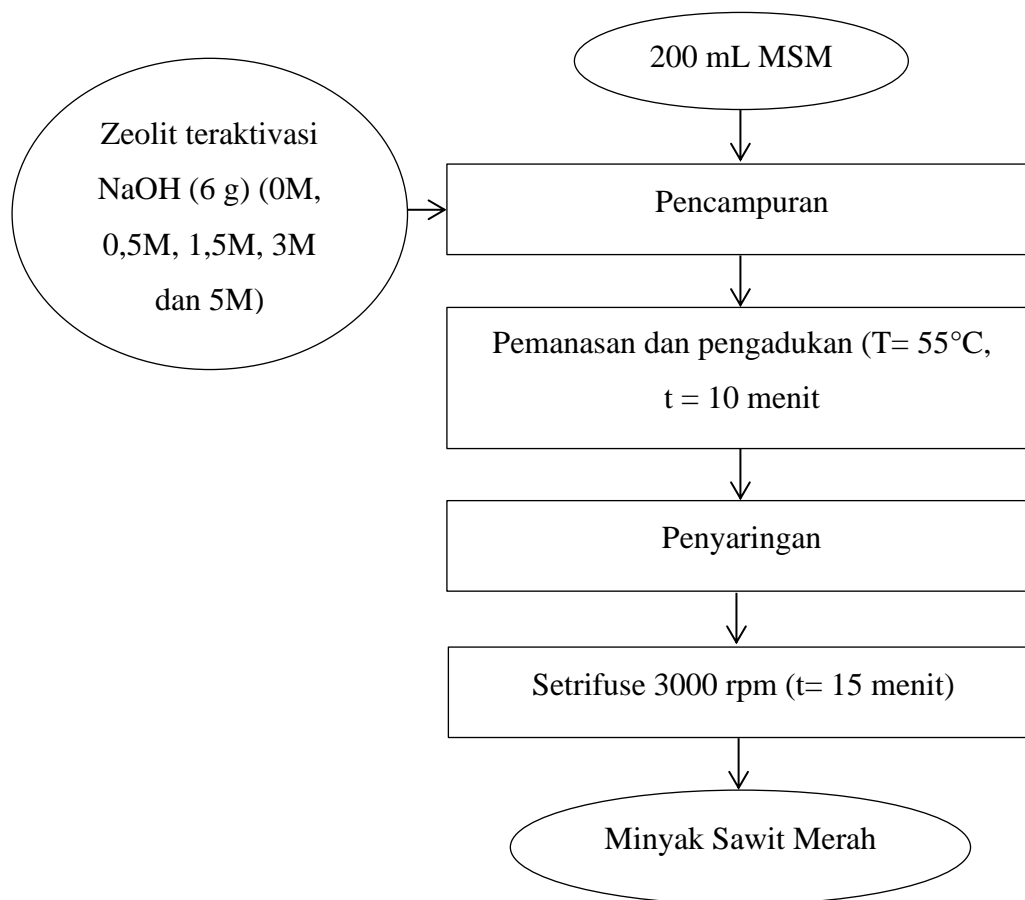 200 mL MSM
Zeolit teraktivasi
NaOH (6 g) (0M,
0,5M, 1,5M, 3M
dan 5M)
Pencampuran
Pemanasan dan pengadukan (T= 55°C,
t = 10 menit
Penyaringan
Setrifuse 3000 rpm (t= 15 menit)
Minyak Sawit Merah